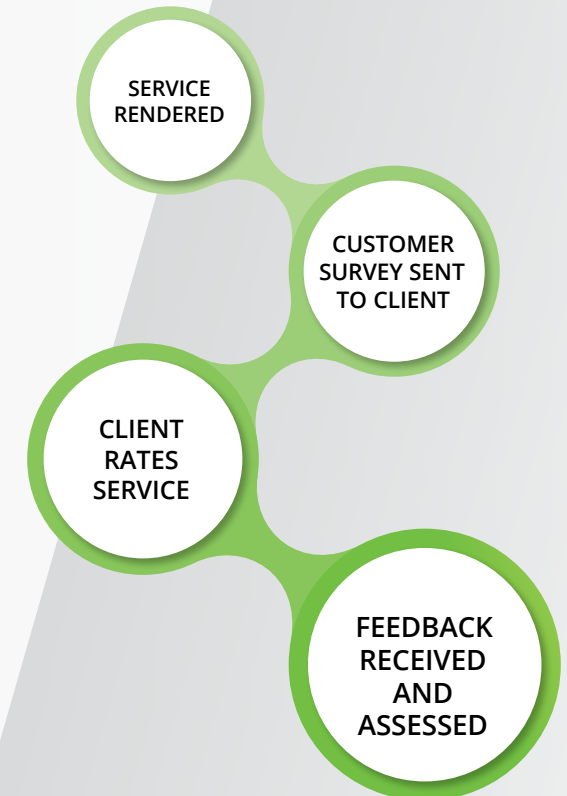 SERVICE
RENDERED
CUSTOMER
SURVEY SENT
TO CLIENT
CLIENT
RATES
SERVICE
FEEDBACK
RECEIVED
AND
ASSESSED